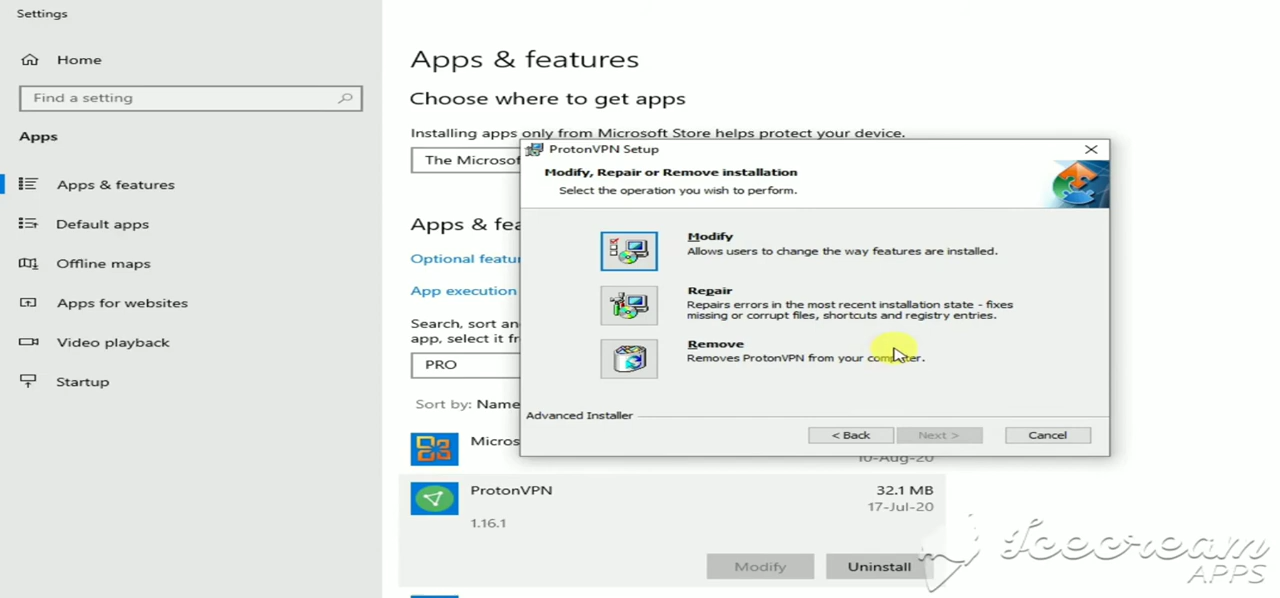 Settings
Home
Find a setting
Apps
Apps & features
Default apps
Offline maps
Apps for websites
Video playback
Startup
Apps & features
Choose where to get apps
Installing apps only from Microsoft Store helps protect your device.
The Microsof
Apps & fea
Optional featu
App execution
Search, sort an
app, select it fr
PRO
Sort by: Name
Micros
10-Aug-20
ProtonVPN
32.1 MB
17-Jul-20
1.16.1
Modify
Uninstall
ProtonVPN Setup
Modify, Repair or Remove installation
Select the operation you wish to perform.
Modify
Allows users to change the way features are installed.
Repair
Repairs errors in the most recent installation state - fixes
missing or corrupt files, shortcuts and registry entries.
Remove
Removes ProtonVPN from your computer.
Advanced Installer
< Back
Next >
Cancel
Icecream
APPS